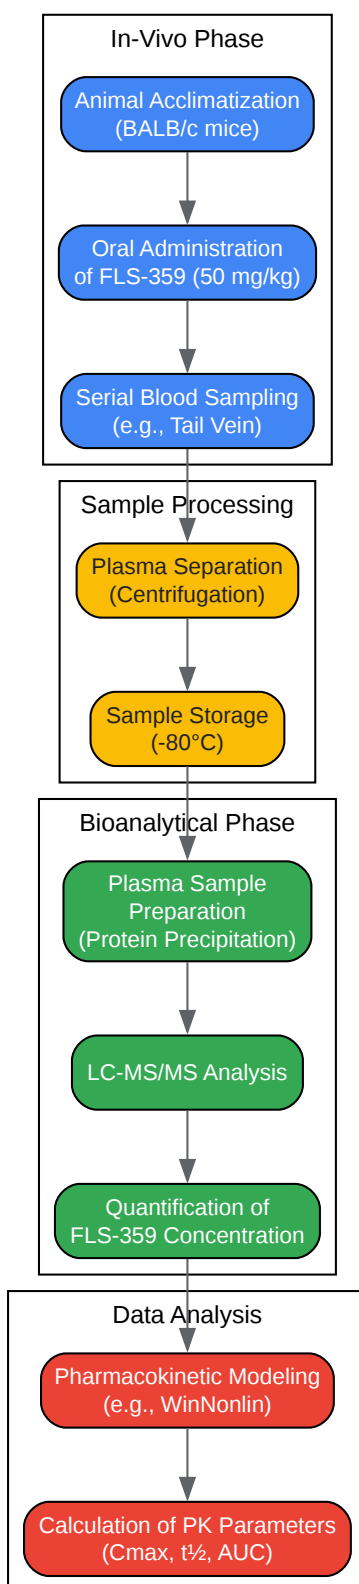 In-Vivo Phase
Animal Acclimatization
(BALB/c mice)
Oral Administration
of FLS-359 (50 mg/kg)
Serial Blood Sampling
(e.g., Tail Vein)
Sample Processing
Plasma Separation
(Centrifugation)
Sample Storage
(-80°C)
Bioanalytical Phase
Plasma Sample
Preparation
(Protein Precipitation)
LC-MS/MS Analysis
Quantification of
FLS-359 Concentration
Data Analysis
Pharmacokinetic Modeling
(e.g., WinNonlin)
Calculation of PK Parameters
(Cmax, t½, AUC)